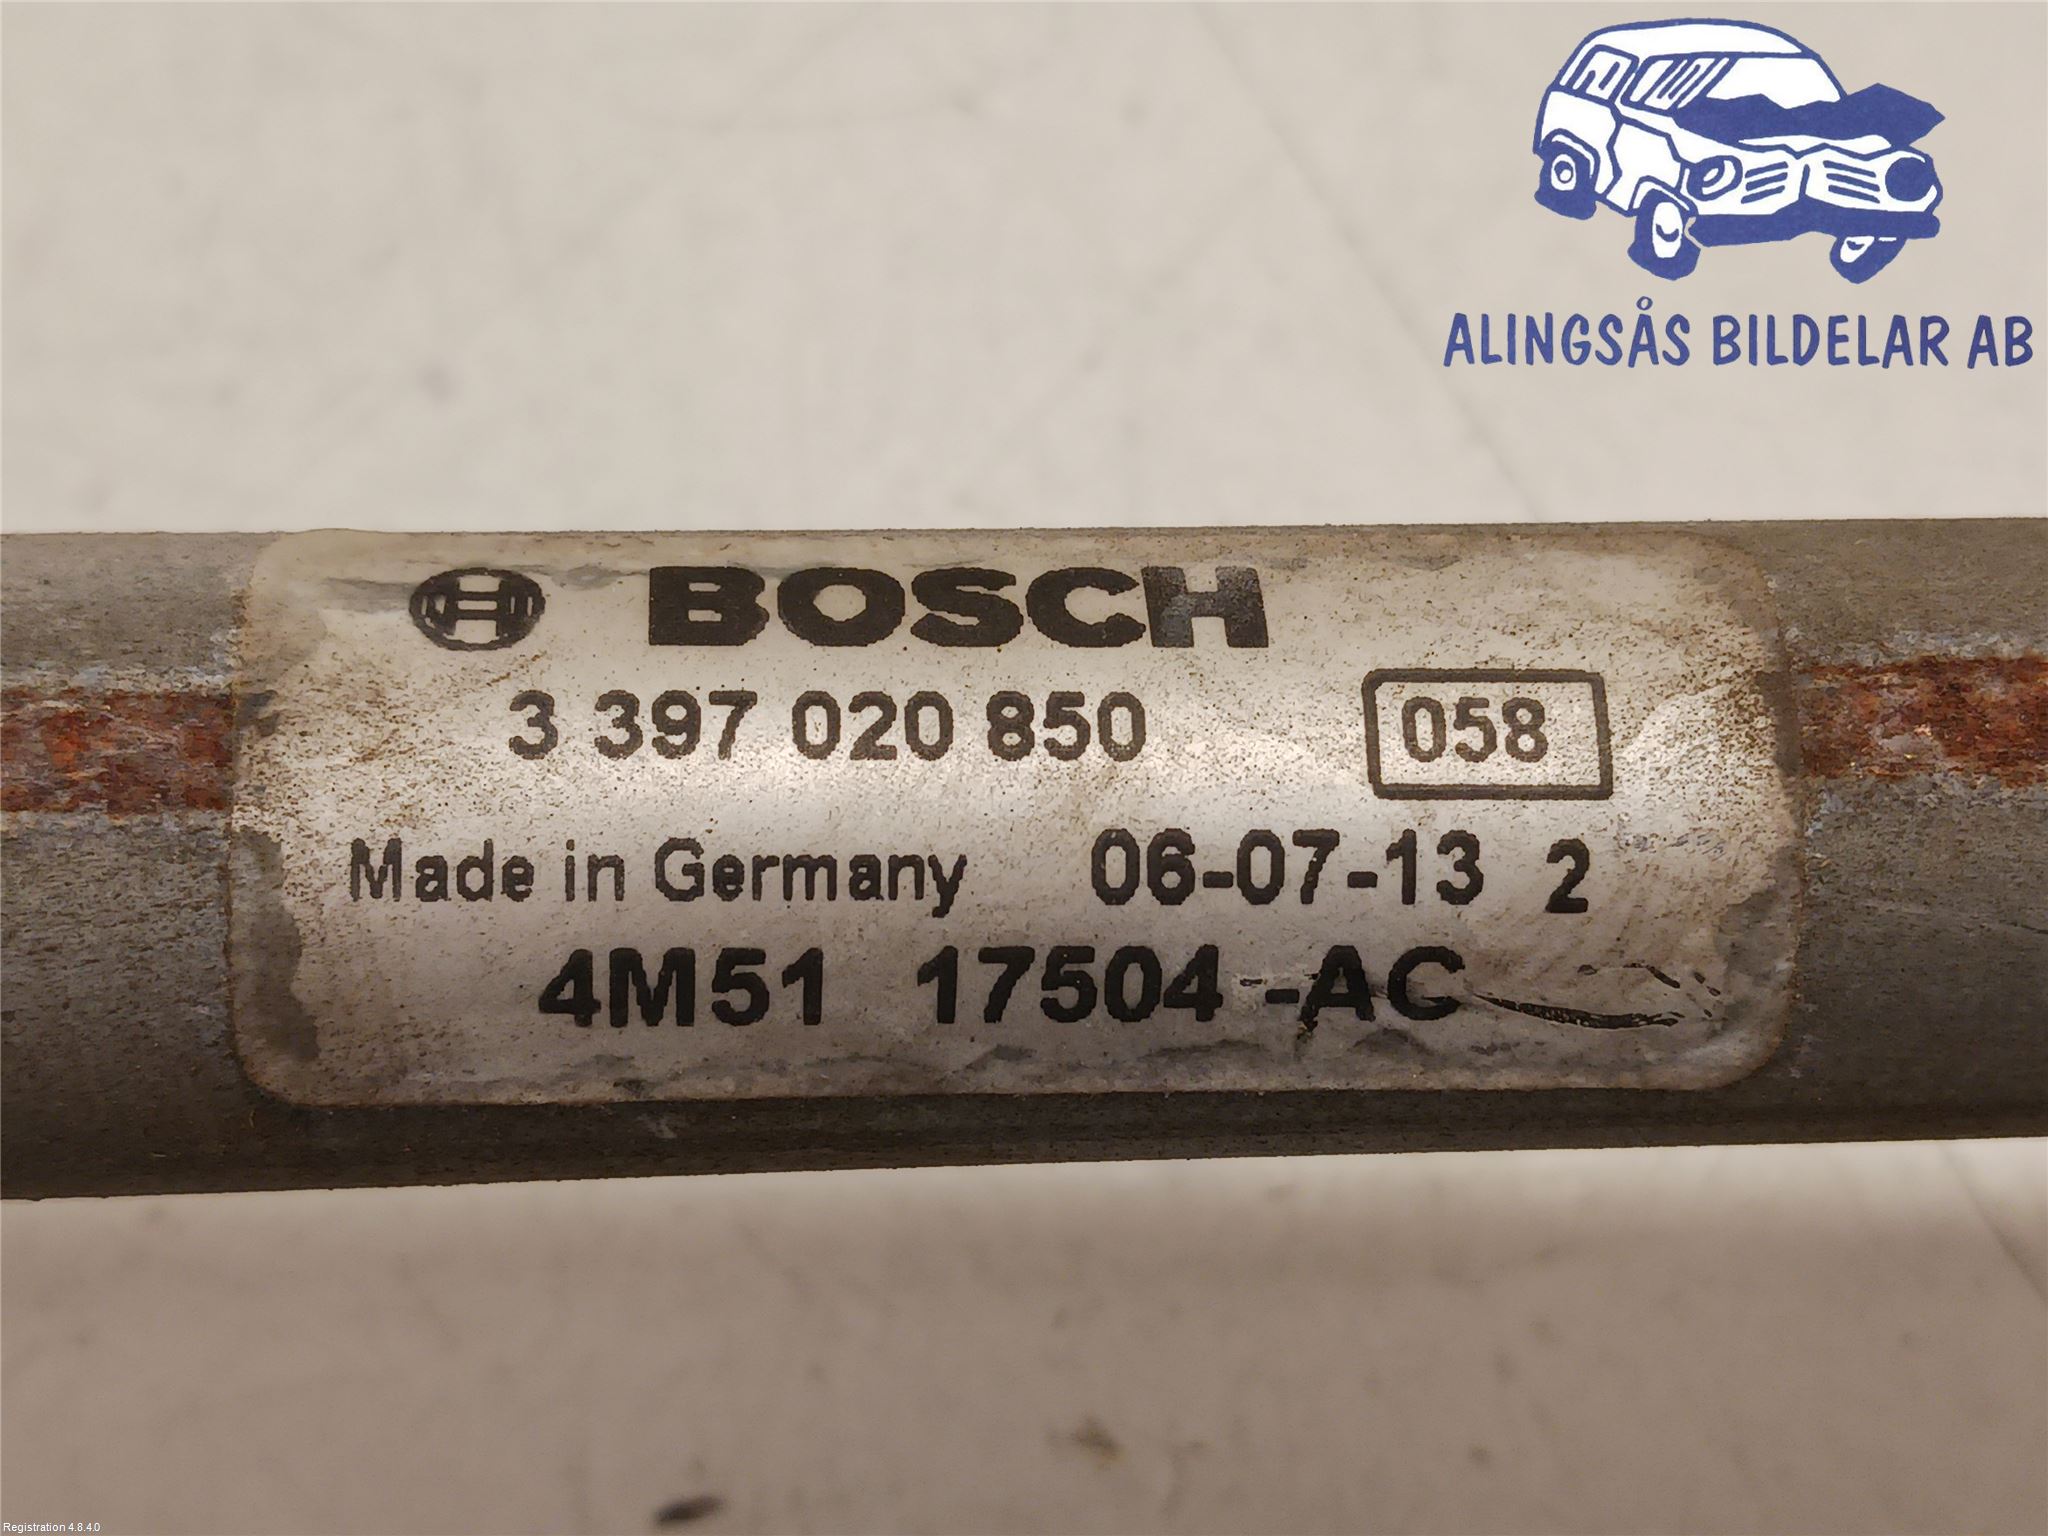 ALINGSÅS BILDELAR AB
BOSCH
3 397 020 850 058
Made in Germany 06-07-13 2
4M51 17504-AC
Registration 4.8.4.0